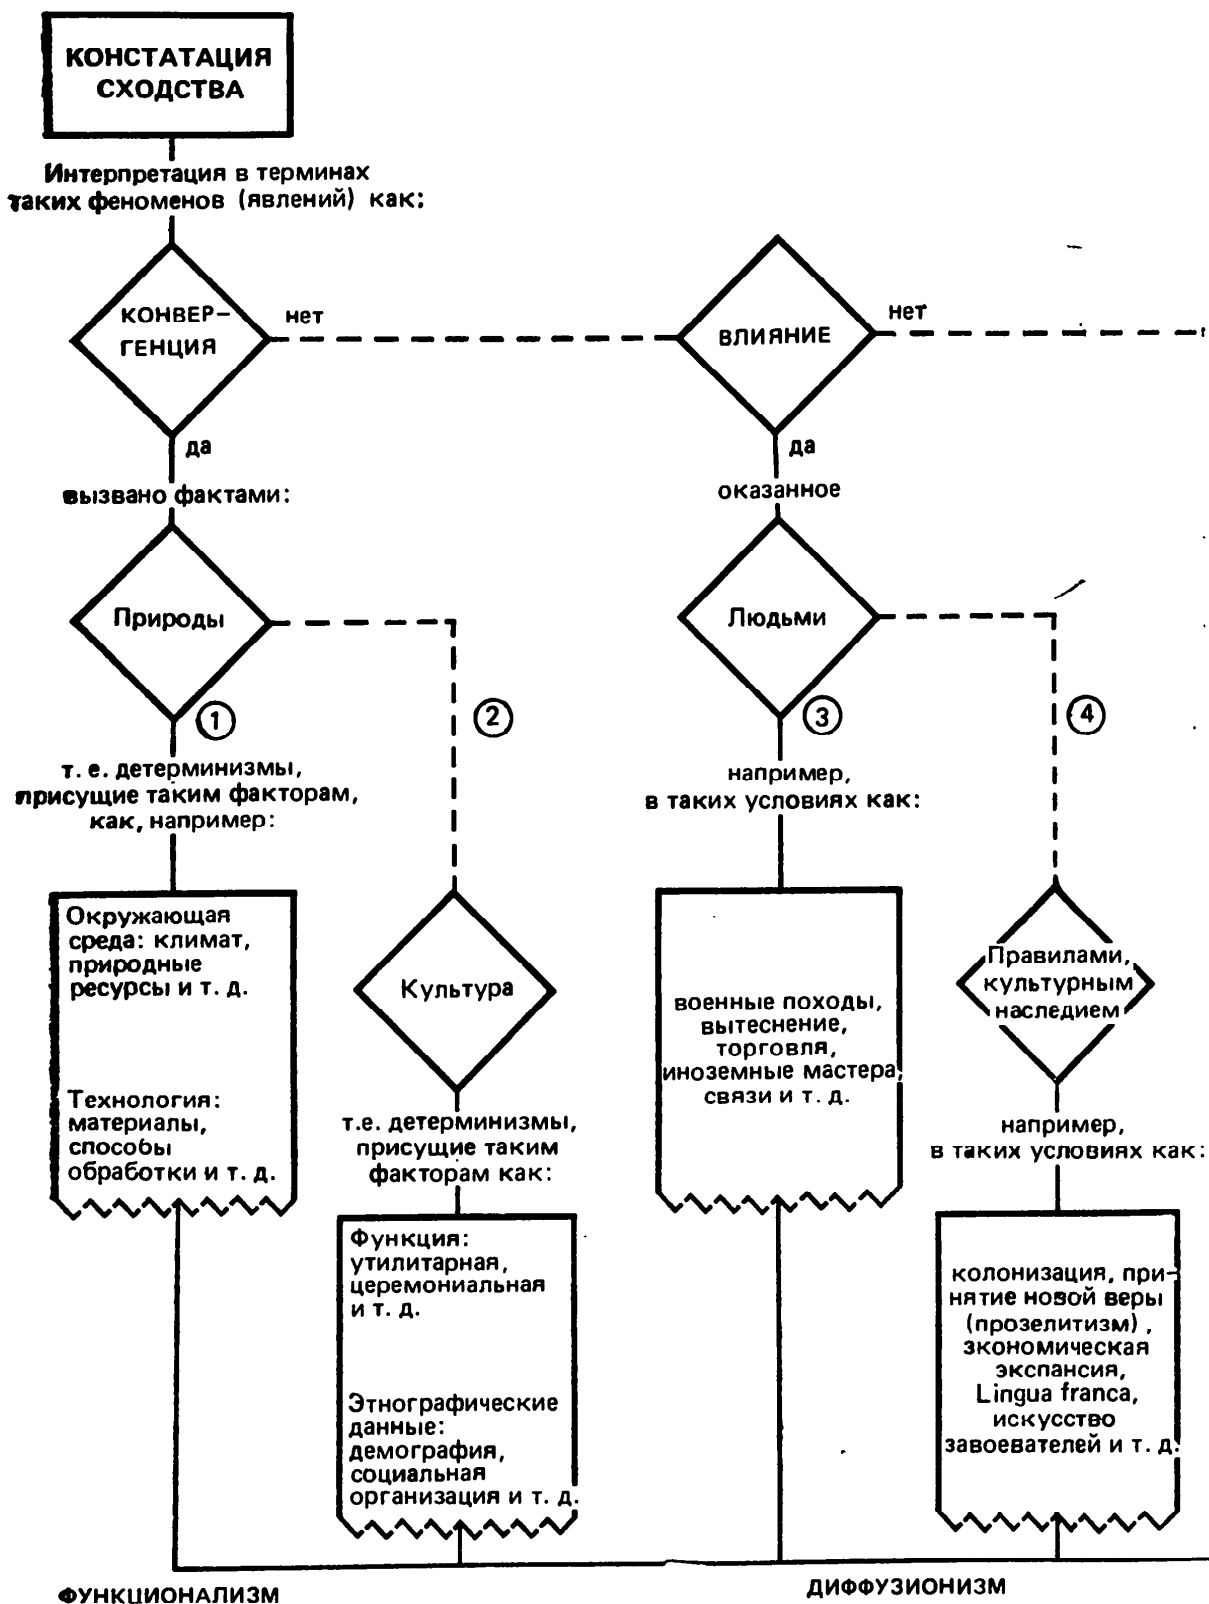 КОНСТАТАЦИЯ
СХОДСТВА
Интерпретация в терминах
таких феноменов (явлений) как:
КОНВЕР-
ГЕНЦИЯ
нет
ВЛИЯНИЕ
нет
да
вызвано фактами:
да
оказанное
Природы
Людьми
1
2
3
4
т. е. детерминизмы,
присущие таким факторам,
как, например:
например,
в таких условиях как:
Окружающая
среда: климат,
природные
ресурсы и т. д.
Технология:
материалы,
способы
обработки и т. д.
Культура
т.е. детерминизмы,
присущие таким
факторам как:
Функция:
утилитарная,
церемониальная
и т. д.
Этнографические
данные:
демография,
социальная
организация и т. д.
военные походы,
вытеснение,
торговля,
иноземные мастера,
связи и т. д.
Правилами,
культурным
наследием
например,
в таких условиях как:
колонизация, при-
нятие новой веры
(прозелитизм),
зкономическая
экспансия,
Lingua franca,
искусство
завоевателей и т. д.
ФУНКЦИОНАЛИЗМ
ДИФФУЗИОНИЗМ